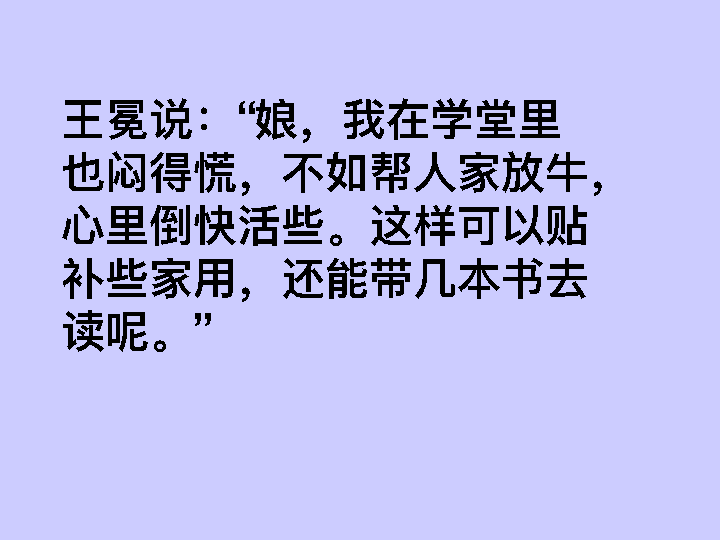 王冕说：“娘，我在学堂里
也闷得慌，不如帮人家放牛，
心里倒快活些。这样可以贴
补些家用，还能带几本书去
读呢。”